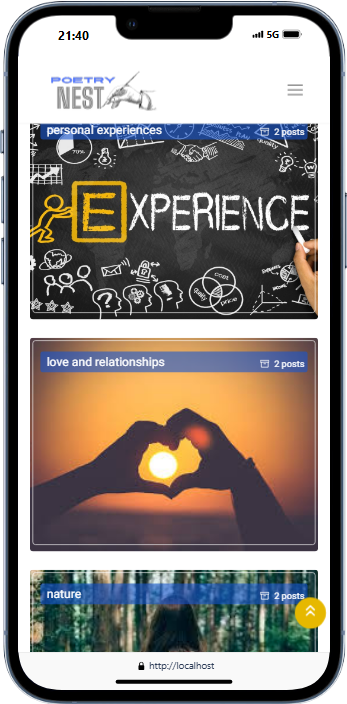 21:40
5G
POETRY
NEST
personal experiences
2 posts
70%
quality
EXPERIENCE
cost
quality
price
love and relationships
2 posts
nature
2 posts
http://localhost